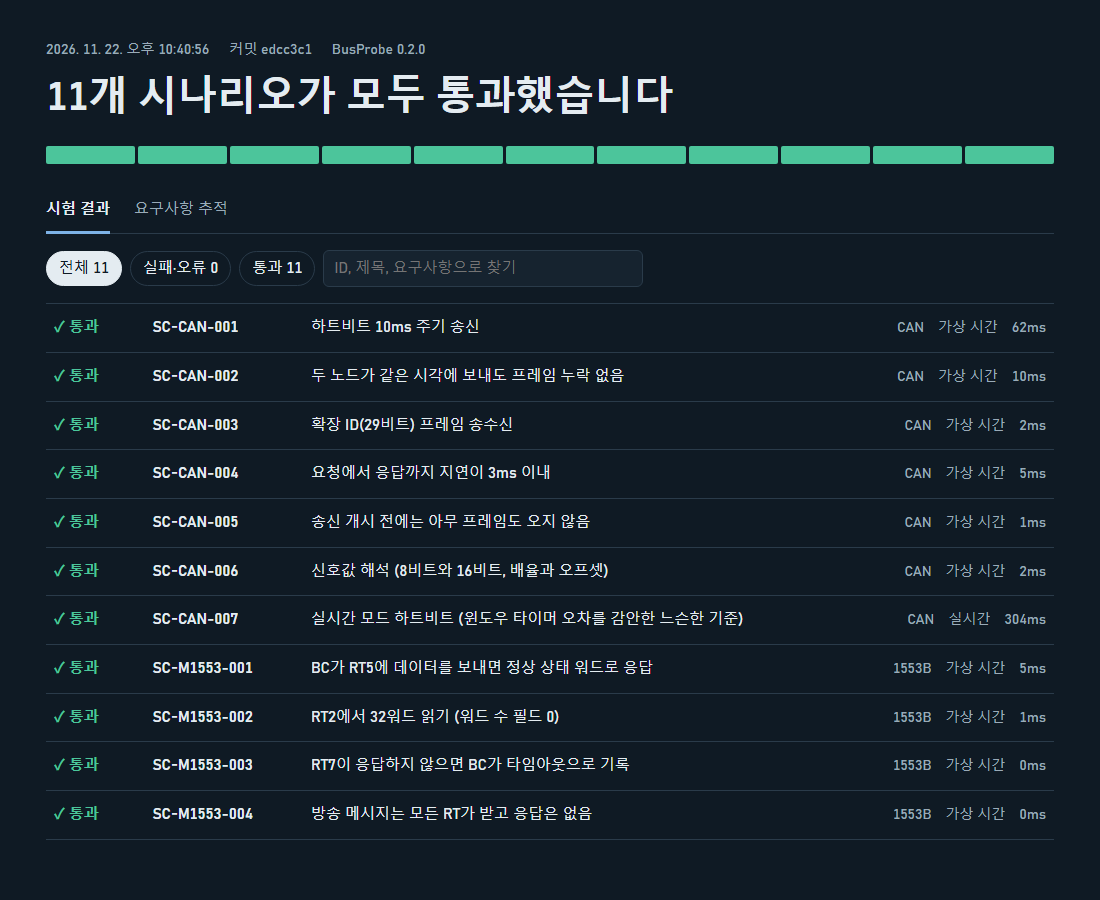 2026. 11. 22. 오후 10:40:56 커밋 edcc3c1 BusProbe 0.2.0
11개 시나리오가 모두 통과했습니다
시험 결과 요구사항 추적
전체 11 실패·오류 0 통과 11 ID, 제목, 요구사항으로 찾기
✓ 통과 SC-CAN-001 하트비트 10ms 주기 송신 CAN 가상 시간 62ms
✓ 통과 SC-CAN-002 두 노드가 같은 시각에 보내도 프레임 누락 없음 CAN 가상 시간 10ms
✓ 통과 SC-CAN-003 확장 ID(29비트) 프레임 송수신 CAN 가상 시간 2ms
✓ 통과 SC-CAN-004 요청에서 응답까지 지연이 3ms 이내 CAN 가상 시간 5ms
✓ 통과 SC-CAN-005 송신 개시 전에는 아무 프레임도 오지 않음 CAN 가상 시간 1ms
✓ 통과 SC-CAN-006 신호값 해석 (8비트와 16비트, 배율과 오프셋) CAN 가상 시간 2ms
✓ 통과 SC-CAN-007 실시간 모드 하트비트 (윈도우 타이머 오차를 감안한 느슨한 기준) CAN 실시간 304ms
✓ 통과 SC-M1553-001 BC가 RT5에 데이터를 보내면 정상 상태 워드로 응답 1553B 가상 시간 5ms
✓ 통과 SC-M1553-002 RT2에서 32워드 읽기 (워드 수 필드 0) 1553B 가상 시간 1ms
✓ 통과 SC-M1553-003 RT7이 응답하지 않으면 BC가 타임아웃으로 기록 1553B 가상 시간 0ms
✓ 통과 SC-M1553-004 방송 메시지는 모든 RT가 받고 응답은 없음 1553B 가상 시간 0ms